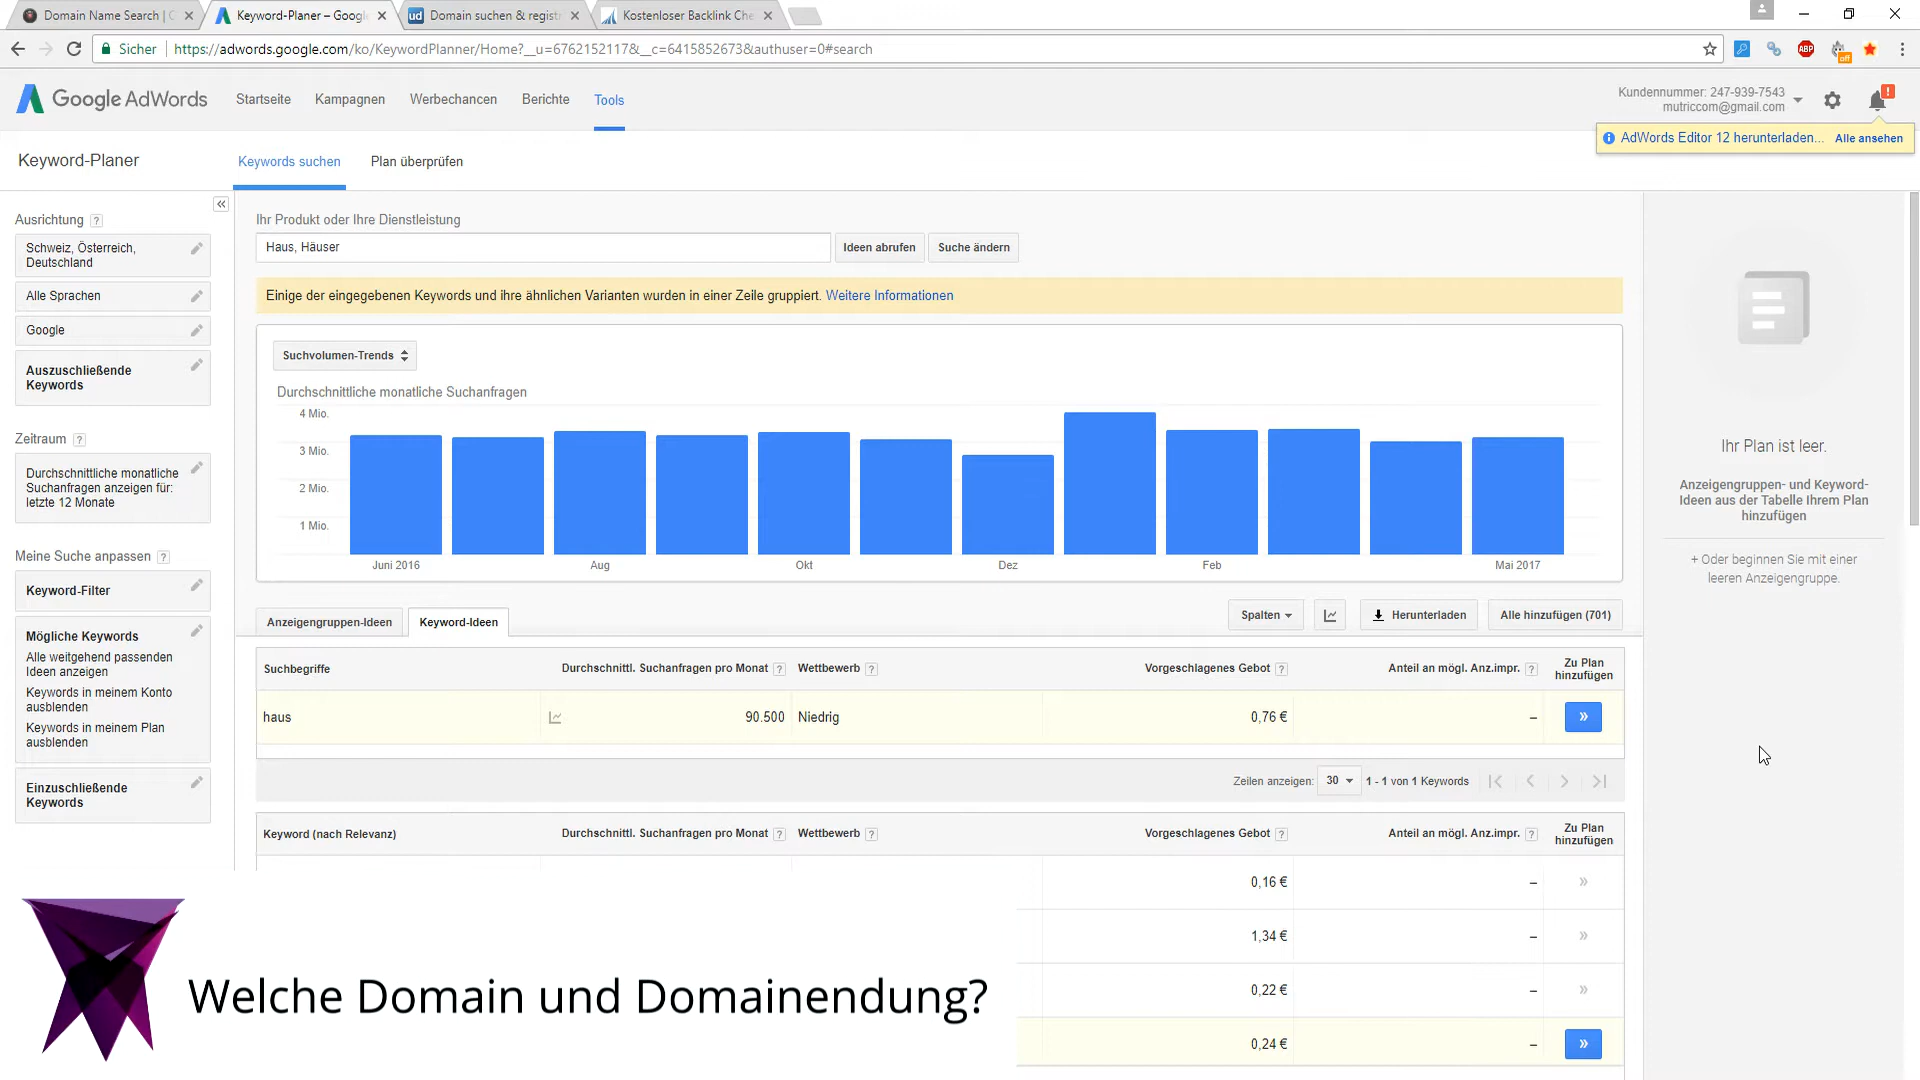 Domain Name Search | C
Keyword-Planer – Google
Domain suchen & regist
Kostenloser Backlink Che
Sicher
https://adwords.google.com/ko/KeywordPlanner/Home?__u=6762152117&__c=6415852673&authuser=0#search
ABP
off
Google AdWords
Startseite
Kampagnen
Werbechancen
Berichte
Tools
Kundennummer: 247-939-7543
mutriccom@gmail.com
!
AdWords Editor 12 herunterladen...
Alle ansehen
Keyword-Planer
Keywords suchen
Plan überprüfen
Ausrichtung ?
Schweiz, Österreich,
Deutschland
Alle Sprachen
Google
Auszuschließende
Keywords
Zeitraum ?
Durchschnittliche monatliche
Suchanfragen anzeigen für:
letzte 12 Monate
Meine Suche anpassen ?
Keyword-Filter
Mögliche Keywords
Alle weitgehend passenden
Ideen anzeigen
Keywords in meinem Konto
ausblenden
Keywords in meinem Plan
ausblenden
Einzuschließende
Keywords
Ihr Produkt oder Ihre Dienstleistung
Haus, Häuser
Ideen abrufen
Suche ändern
Einige der eingegebenen Keywords und ihre ähnlichen Varianten wurden in einer Zeile gruppiert. Weitere Informationen
Suchvolumen-Trends
Durchschnittliche monatliche Suchanfragen
4 Mio.
3 Mio.
2 Mio.
1 Mio.
Juni 2016
Aug
Okt
Dez
Feb
Mai 2017
Anzeigengruppen-Ideen
Keyword-Ideen
Spalten
Herunterladen
Alle hinzufügen (701)
Suchbegriffe
Durchschnittl. Suchanfragen pro Monat ?
Wettbewerb ?
Vorgeschlagenes Gebot ?
Anteil an mögl. Anz.impr. ?
Zu Plan
hinzufügen
haus
90.500
Niedrig
0,76 €
–
»
Zeilen anzeigen: 30
1 - 1 von 1 Keywords
Keyword (nach Relevanz)
Durchschnittl. Suchanfragen pro Monat ?
Wettbewerb ?
Vorgeschlagenes Gebot ?
Anteil an mögl. Anz.impr. ?
Zu Plan
hinzufügen
0,16 € – »
1,34 € – »
0,22 € – »
0,24 € – »
Ihr Plan ist leer.
Anzeigengruppen- und Keyword-
Ideen aus der Tabelle Ihrem Plan
hinzufügen
+ Oder beginnen Sie mit einer
leeren Anzeigengruppe.
Welche Domain und Domainendung?